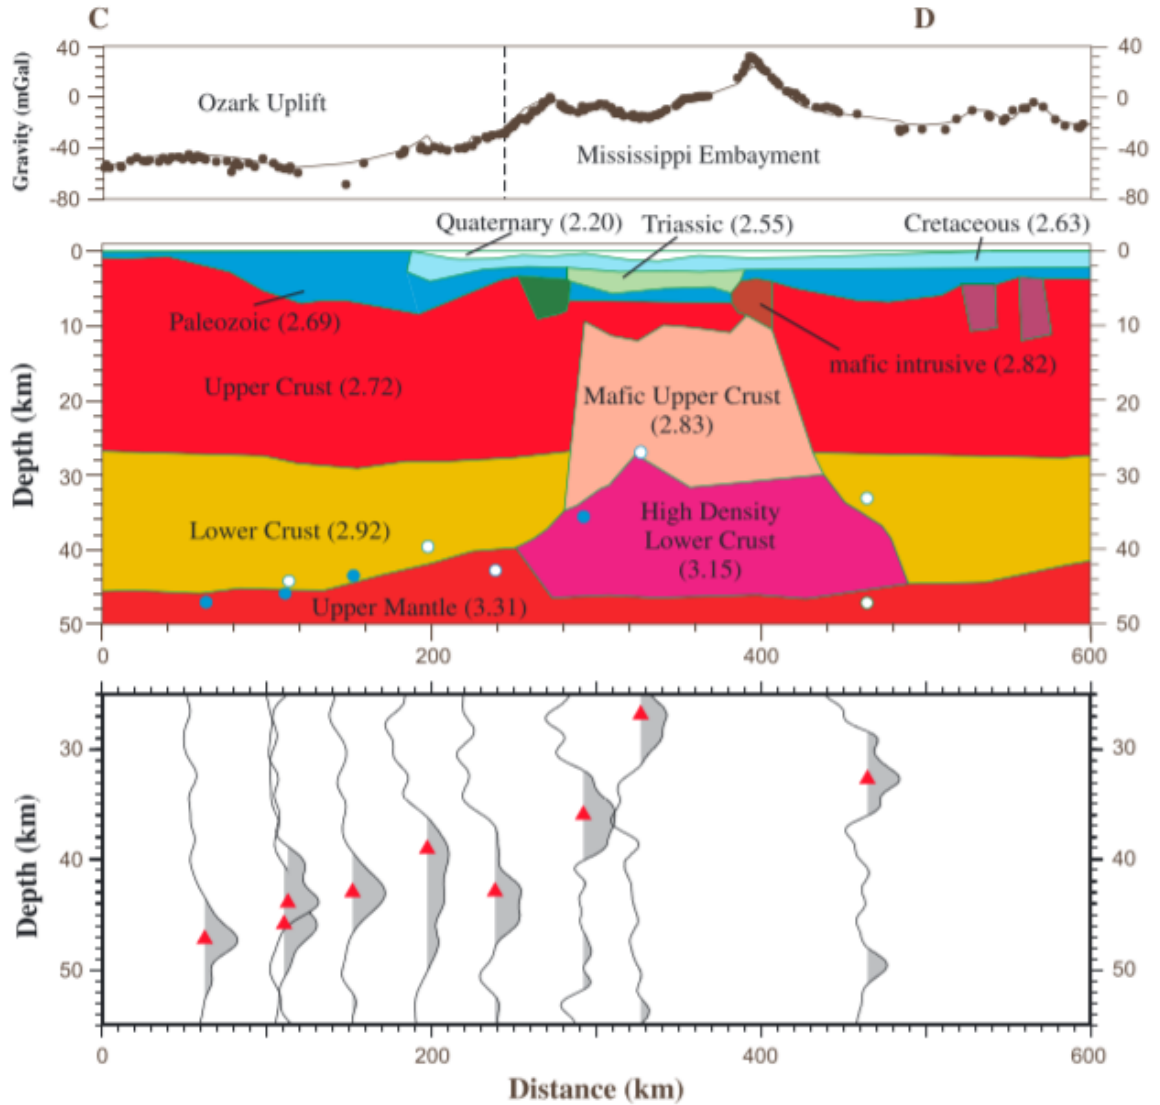 C D
40 40
Gravity (mGal)
Ozark Uplift
0 0
-40 -40
Mississippi Embayment
-80 -80
Quaternary (2.20) Triassic (2.55) Cretaceous (2.63)
0 0
Paleozoic (2.69)
10 10
mafic intrusive (2.82)
Upper Crust (2.72)
Mafic Upper Crust
(2.83)
20 20
Depth (km)
30 30
High Density
Lower Crust
(3.15)
Lower Crust (2.92)
40 40
Upper Mantle (3.31)
50 50
0 200 400 600
30 30
Depth (km)
40 40
50 50
0 200 400 600
Distance (km)